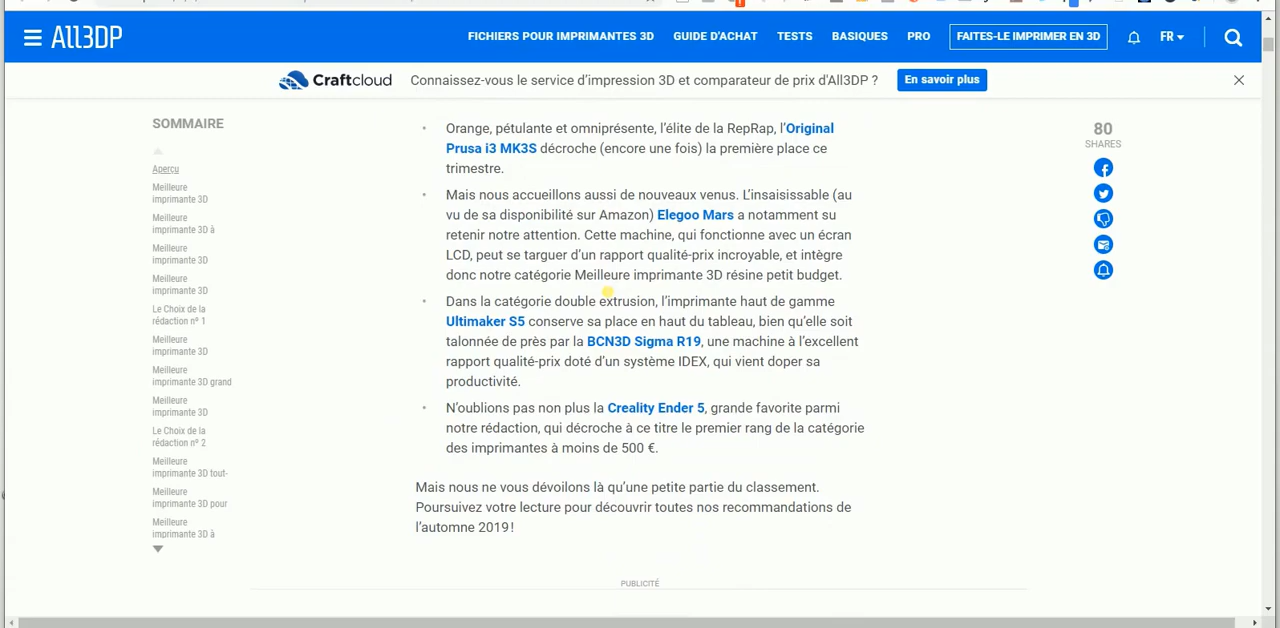 All3DP
FICHIERS POUR IMPRIMANTES 3D GUIDE D'ACHAT TESTS BASIQUES PRO FAITES-LE IMPRIMER EN 3D FR
Craftcloud Connaissez-vous le service d'impression 3D et comparateur de prix d'All3DP ? En savoir plus
SOMMAIRE
Aperçu
Meilleure
imprimante 3D
Meilleure
imprimante 3D à
Meilleure
imprimante 3D
Meilleure
imprimante 3D
Le Choix de la
rédaction nº 1
Meilleure
imprimante 3D
Meilleure
imprimante 3D grand
Meilleure
imprimante 3D
Le Choix de la
rédaction nº 2
Meilleure
imprimante 3D tout-
Meilleure
imprimante 3D pour
Meilleure
imprimante 3D à
Orange, pétulante et omniprésente, l'élite de la RepRap, l'Original
Prusa i3 MK3S décroche (encore une fois) la première place ce
trimestre.
Mais nous accueillons aussi de nouveaux venus. L'insaisissable (au
vu de sa disponibilité sur Amazon) Elegoo Mars a notamment su
retenir notre attention. Cette machine, qui fonctionne avec un écran
LCD, peut se targuer d'un rapport qualité-prix incroyable, et intègre
donc notre catégorie Meilleure imprimante 3D résine petit budget.
Dans la catégorie double extrusion, l'imprimante haut de gamme
Ultimaker S5 conserve sa place en haut du tableau, bien qu'elle soit
talonnée de près par la BCN3D Sigma R19, une machine à l'excellent
rapport qualité-prix doté d'un système IDEX, qui vient doper sa
productivité.
N'oublions pas non plus la Creality Ender 5, grande favorite parmi
notre rédaction, qui décroche à ce titre le premier rang de la catégorie
des imprimantes à moins de 500 €.
Mais nous ne vous dévoilons là qu'une petite partie du classement.
Poursuivez votre lecture pour découvrir toutes nos recommandations de
l'automne 2019 !
PUBLICITÉ
80
SHARES